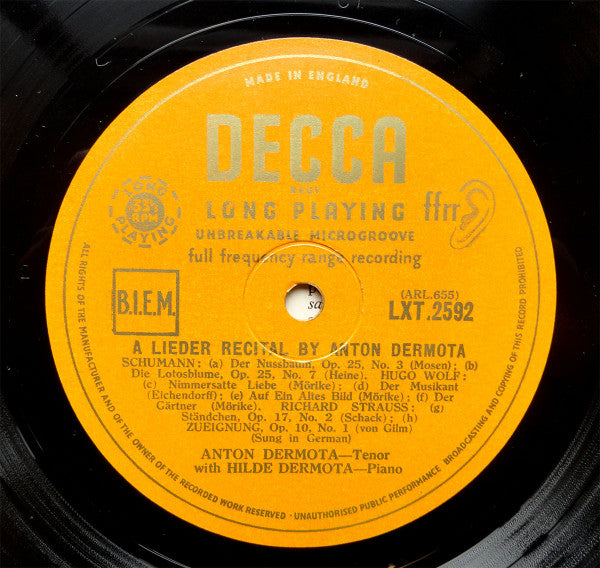 MADE IN ENGLAND
DECCA
LONG PLAYING
33⅓ RPM
LONG PLAYING
ffrr
UNBREAKABLE MICROGROOVE
full frequency range recording
B.I.E.M.
(ARL.655)
LXT.2592
A LIEDER RECITAL BY ANTON DERMOTA
SCHUMANN: (a) Der Nussbaum, Op. 25, No. 3 (Mosen); (b)
Die Lotosblume, Op. 25, No. 7 (Heine). HUGO WOLF:
(c) Nimmersatte Liebe (Mörike); (d) Der Musikant
(Eichendorff); (e) Auf Ein Altes Bild (Mörike); (f) Der
Gärtner (Mörike). RICHARD STRAUSS: (g)
Ständchen, Op. 17, No. 2 (Schack); (h)
ZUEIGNUNG, Op. 10, No. 1 (von Gilm)
(Sung in German)
ANTON DERMOTA—Tenor
with HILDE DERMOTA—Piano
ALL RIGHTS OF THE MANUFACTURER AND OF THE OWNER OF THE RECORDED WORK RESERVED · UNAUTHORISED PUBLIC PERFORMANCE BROADCASTING AND COPYING OF THIS RECORD PROHIBITED